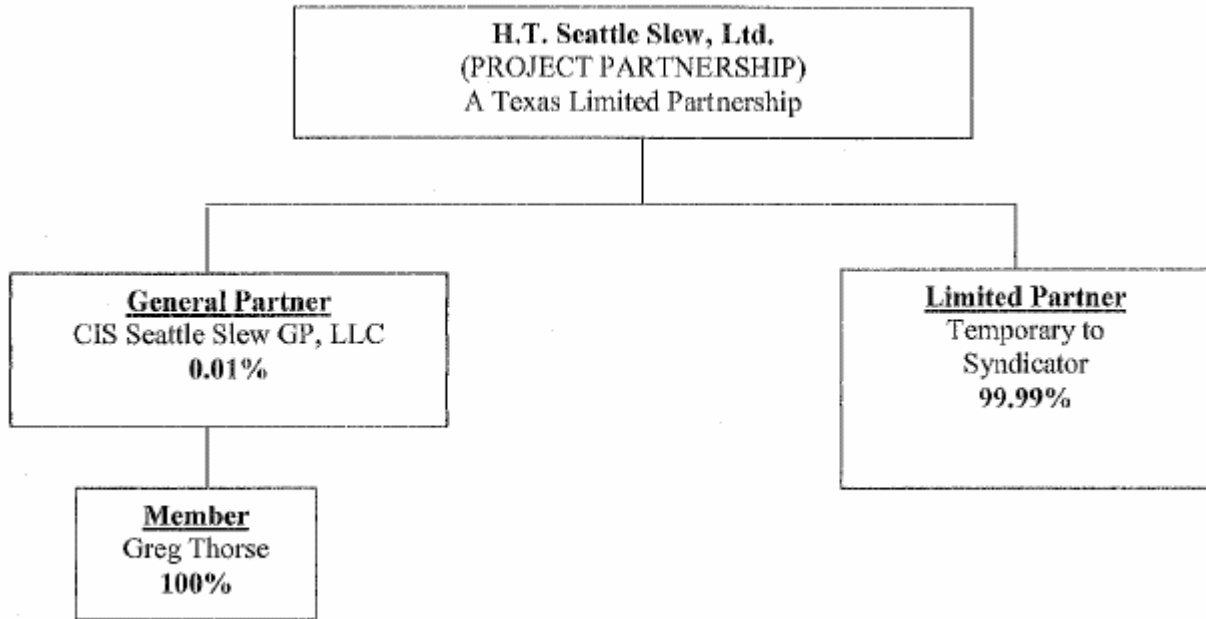 H.T. Seattle Slew, Ltd.
(PROJECT PARTNERSHIP)
A Texas Limited Partnership
General Partner
CIS Seattle Slew GP, LLC
0.01%
Limited Partner
Temporary to
Syndicator
99.99%
Member
Greg Thorse
100%